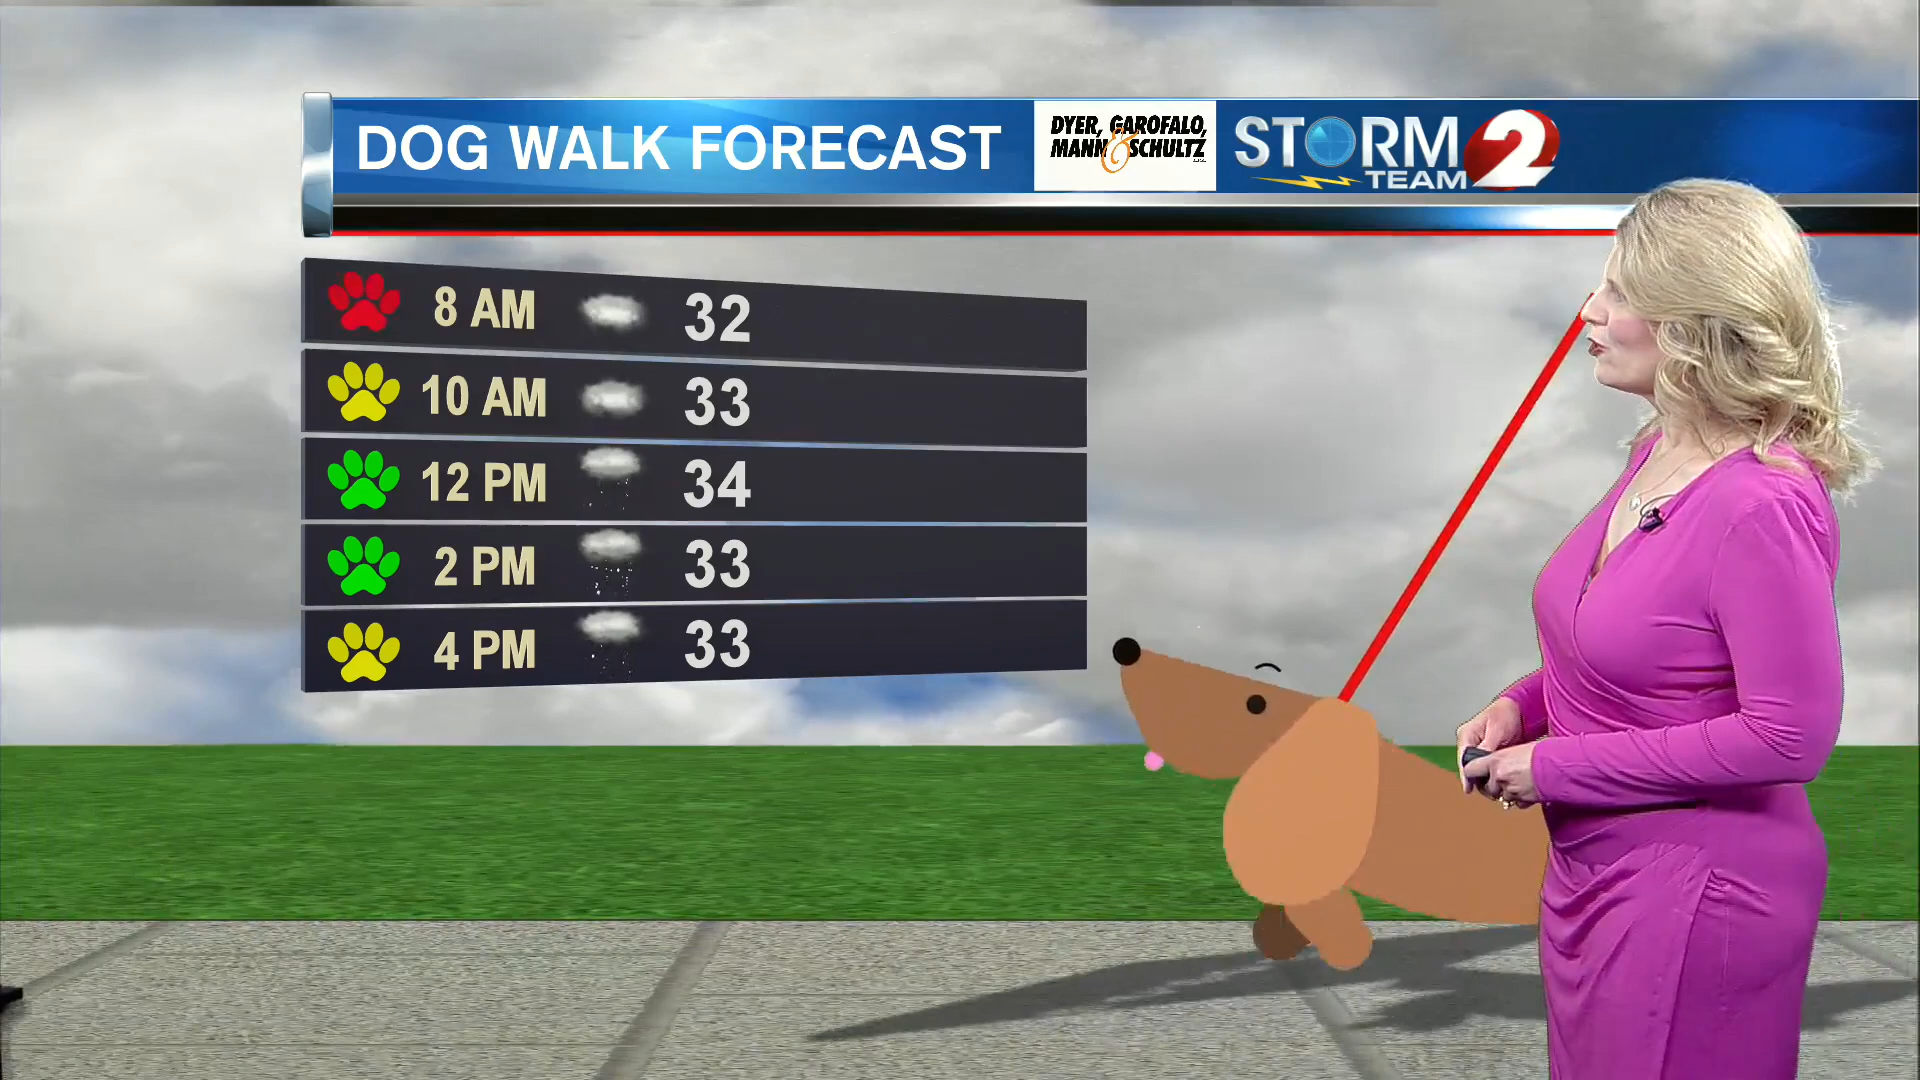 DOG WALK FORECAST
DYER, GAROFALO,
MANN & SCHULTZ
STORM
TEAM
2
8 AM 32
10 AM 33
12 PM 34
2 PM 33
4 PM 33